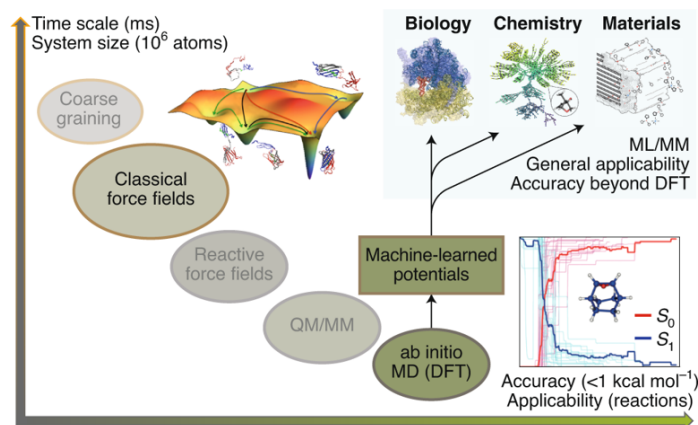 Time scale (ms)
System size (10⁶ atoms)
Biology
Chemistry
Materials
Coarse
graining
ML/MM
General applicability
Accuracy beyond DFT
Classical
force fields
Reactive
force fields
Machine-learned
potentials
QM/MM
S₀
S₁
ab initio
MD (DFT)
Accuracy (<1 kcal mol⁻¹)
Applicability (reactions)